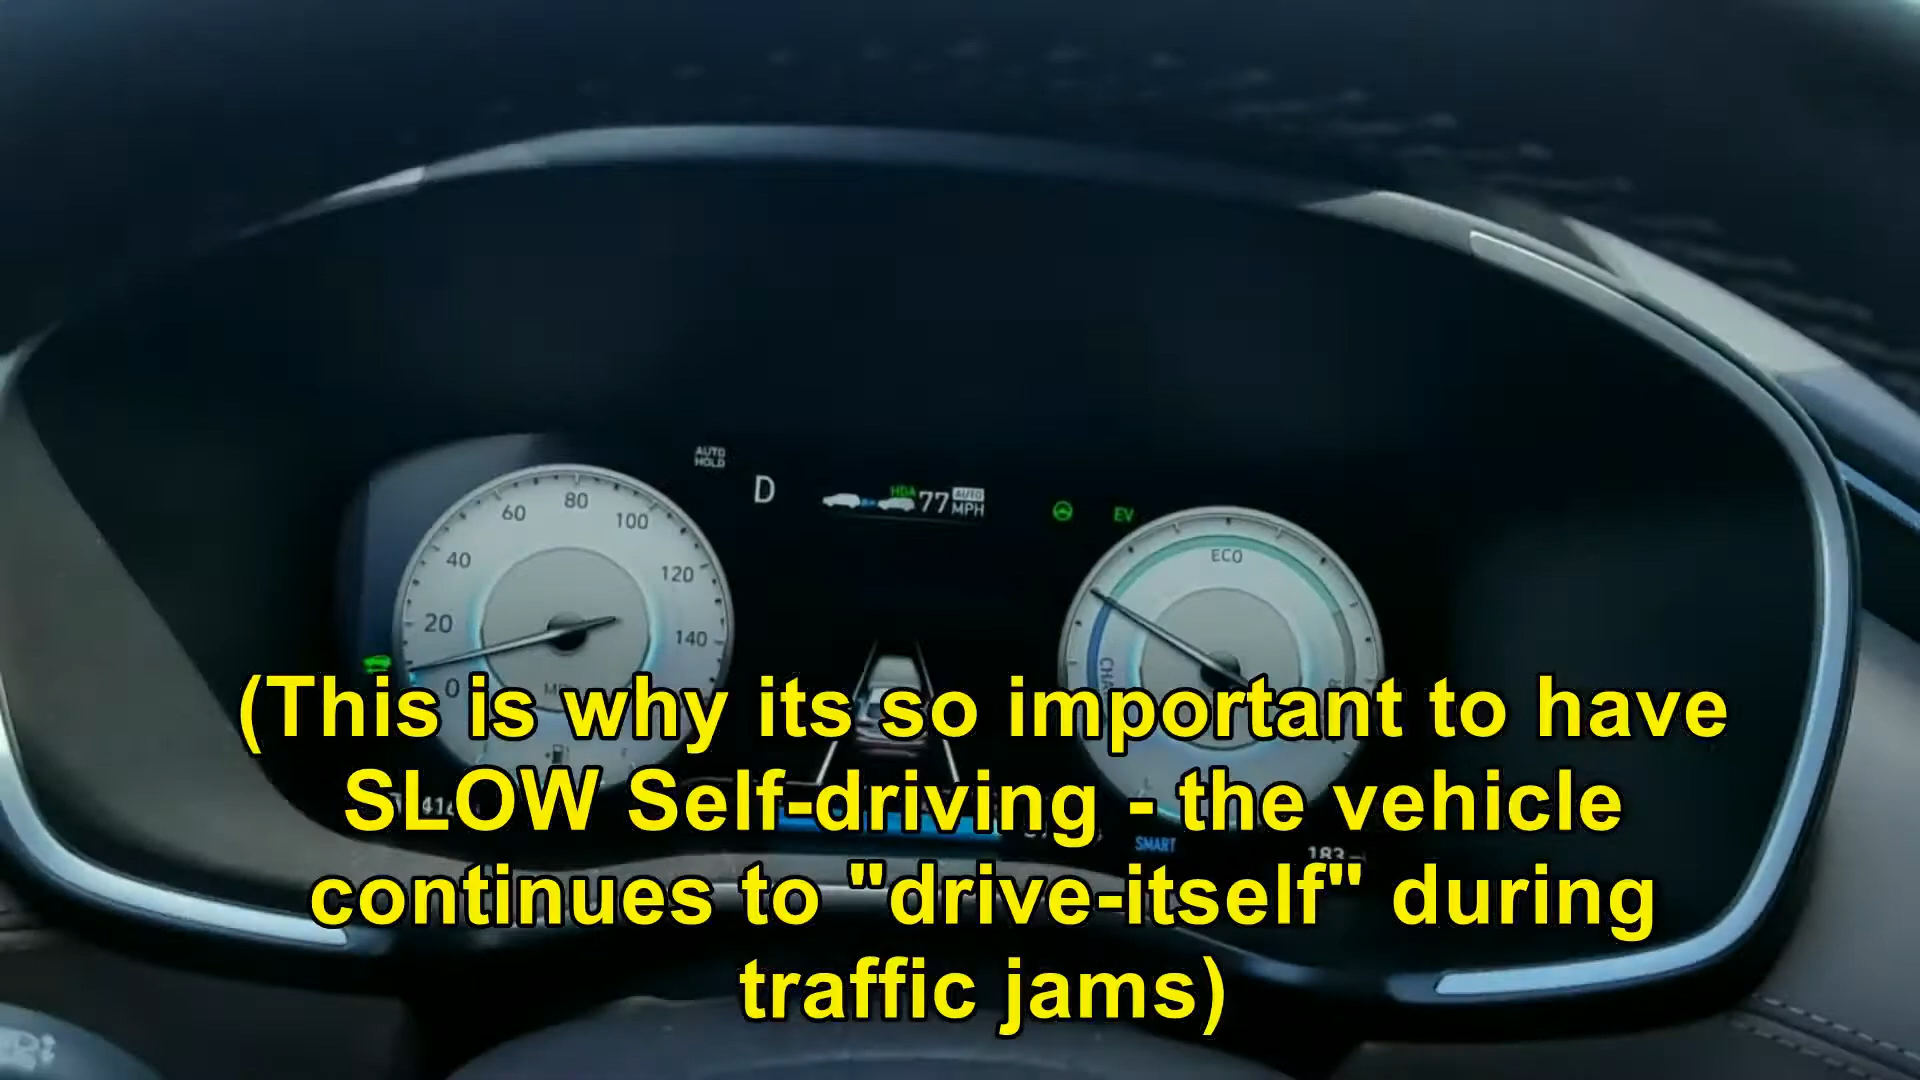 AUTO
HOLD
D
HDA
77
AUTO
MPH
EV
80
60
100
40
120
20
140
0
ECO
(This is why its so important to have
SLOW Self-driving - the vehicle
continues to "drive-itself" during
traffic jams)
SMART
183